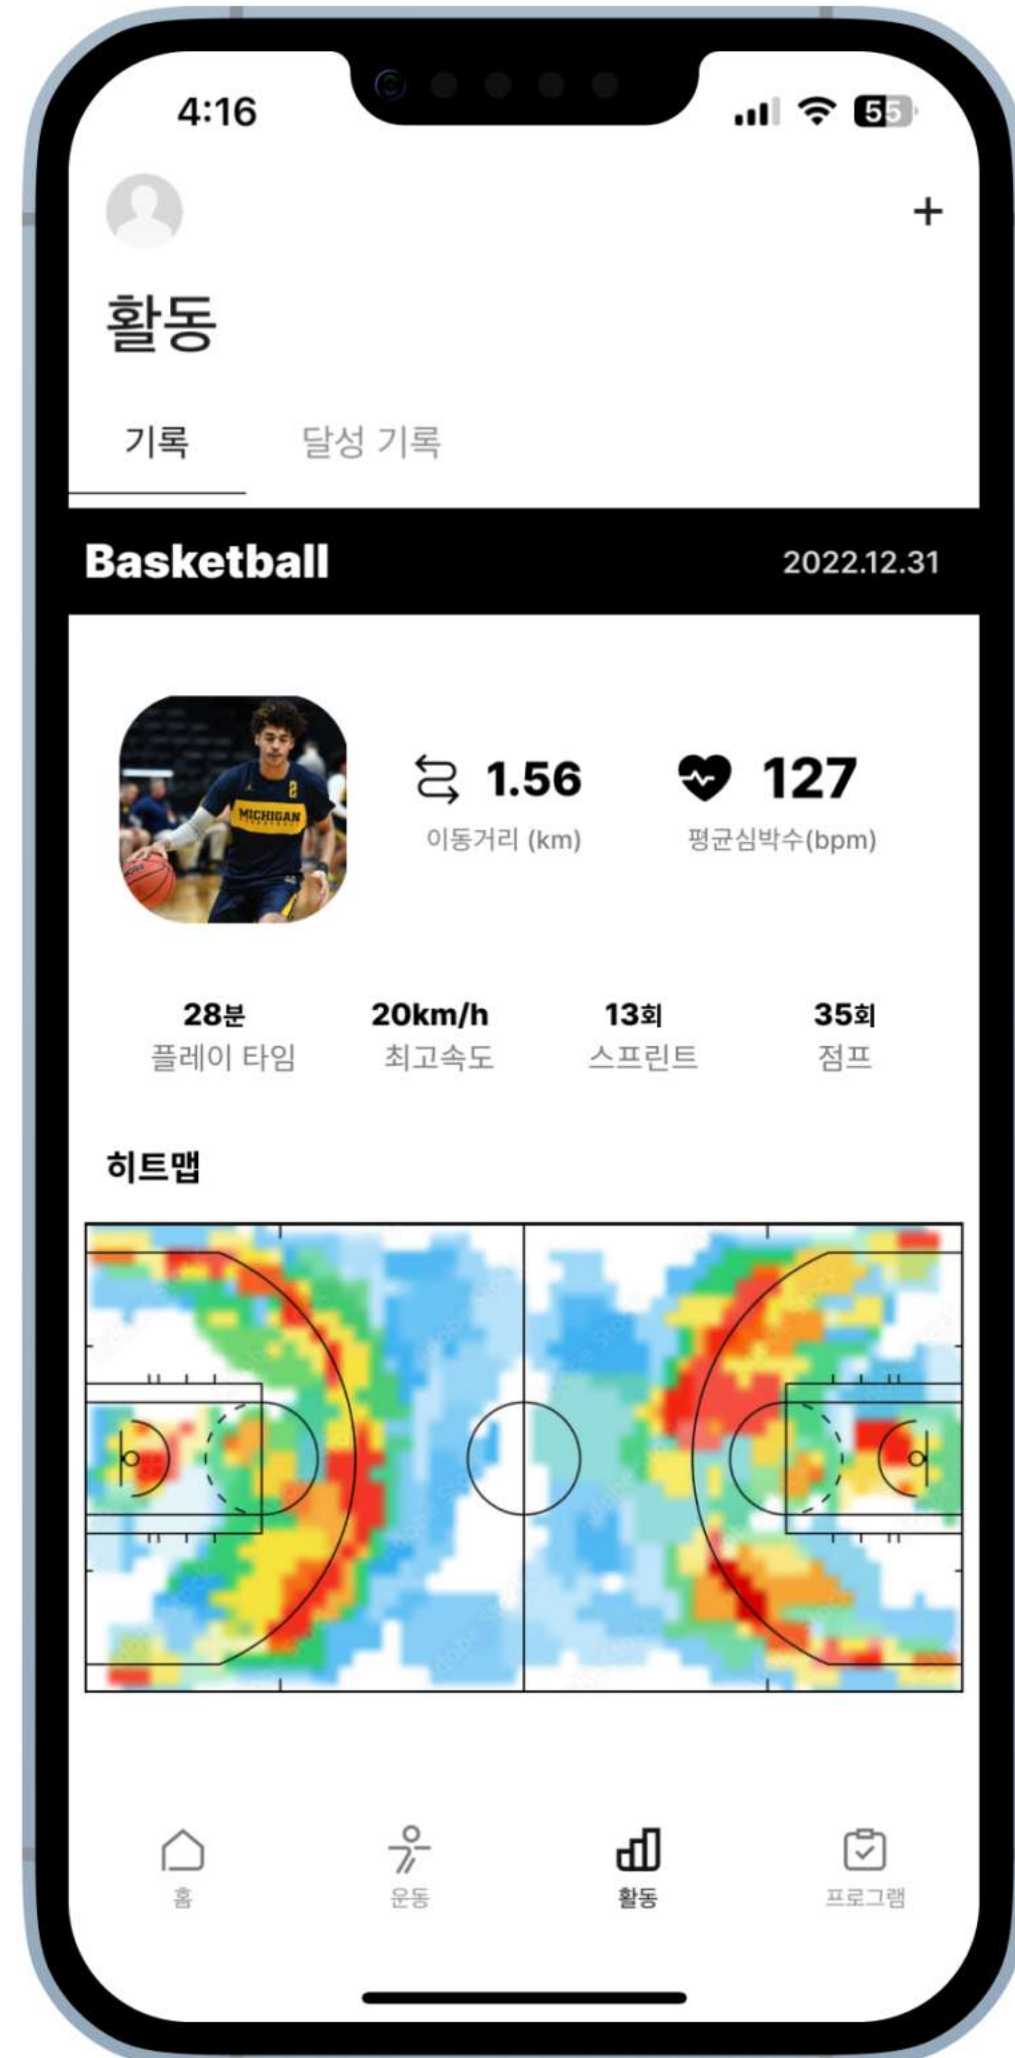 4:16
55
활동
기록 달성 기록
Basketball 2022.12.31
MICHIGAN
1.56 127
이동거리 (km) 평균심박수(bpm)
28분 20km/h 13회 35회
플레이 타임 최고속도 스프린트 점프
히트맵
홈 운동 활동 프로그램